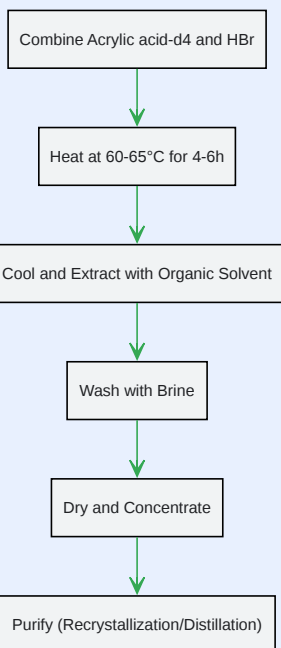 Combine Acrylic acid-d4 and HBr
Heat at 60-65°C for 4-6h
Cool and Extract with Organic Solvent
Wash with Brine
Dry and Concentrate
Purify (Recrystallization/Distillation)